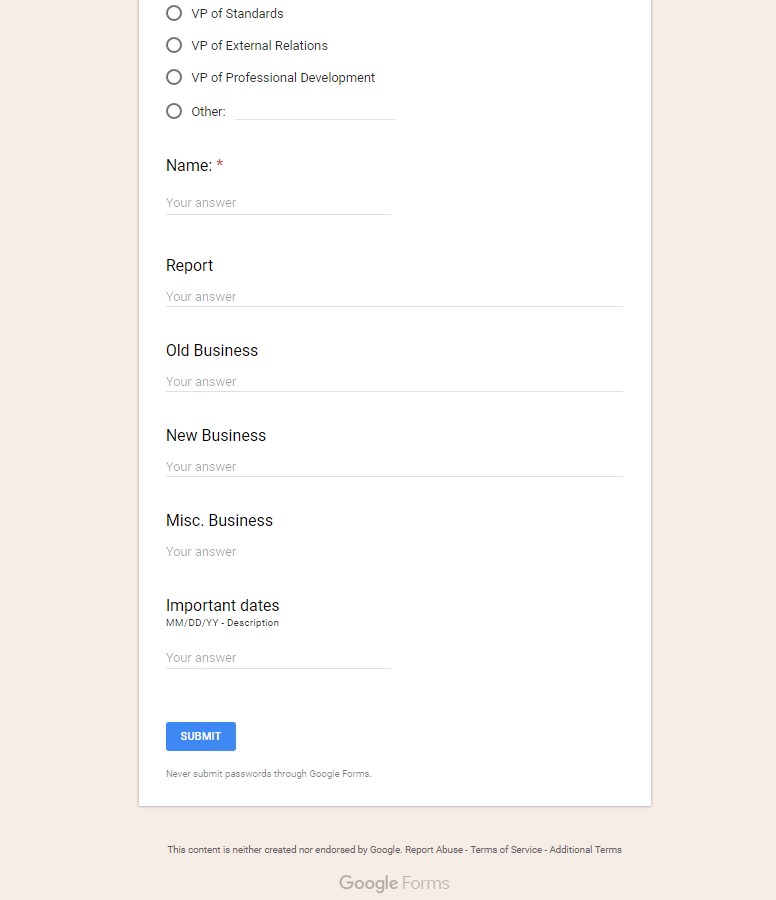 VP of Standards
VP of External Relations
VP of Professional Development
Other:
Name: *
Your answer
Report
Your answer
Old Business
Your answer
New Business
Your answer
Misc. Business
Your answer
Important dates
MM/DD/YY - Description
Your answer
SUBMIT
Never submit passwords through Google Forms.
This content is neither created nor endorsed by Google. Report Abuse - Terms of Service - Additional Terms
Google Forms